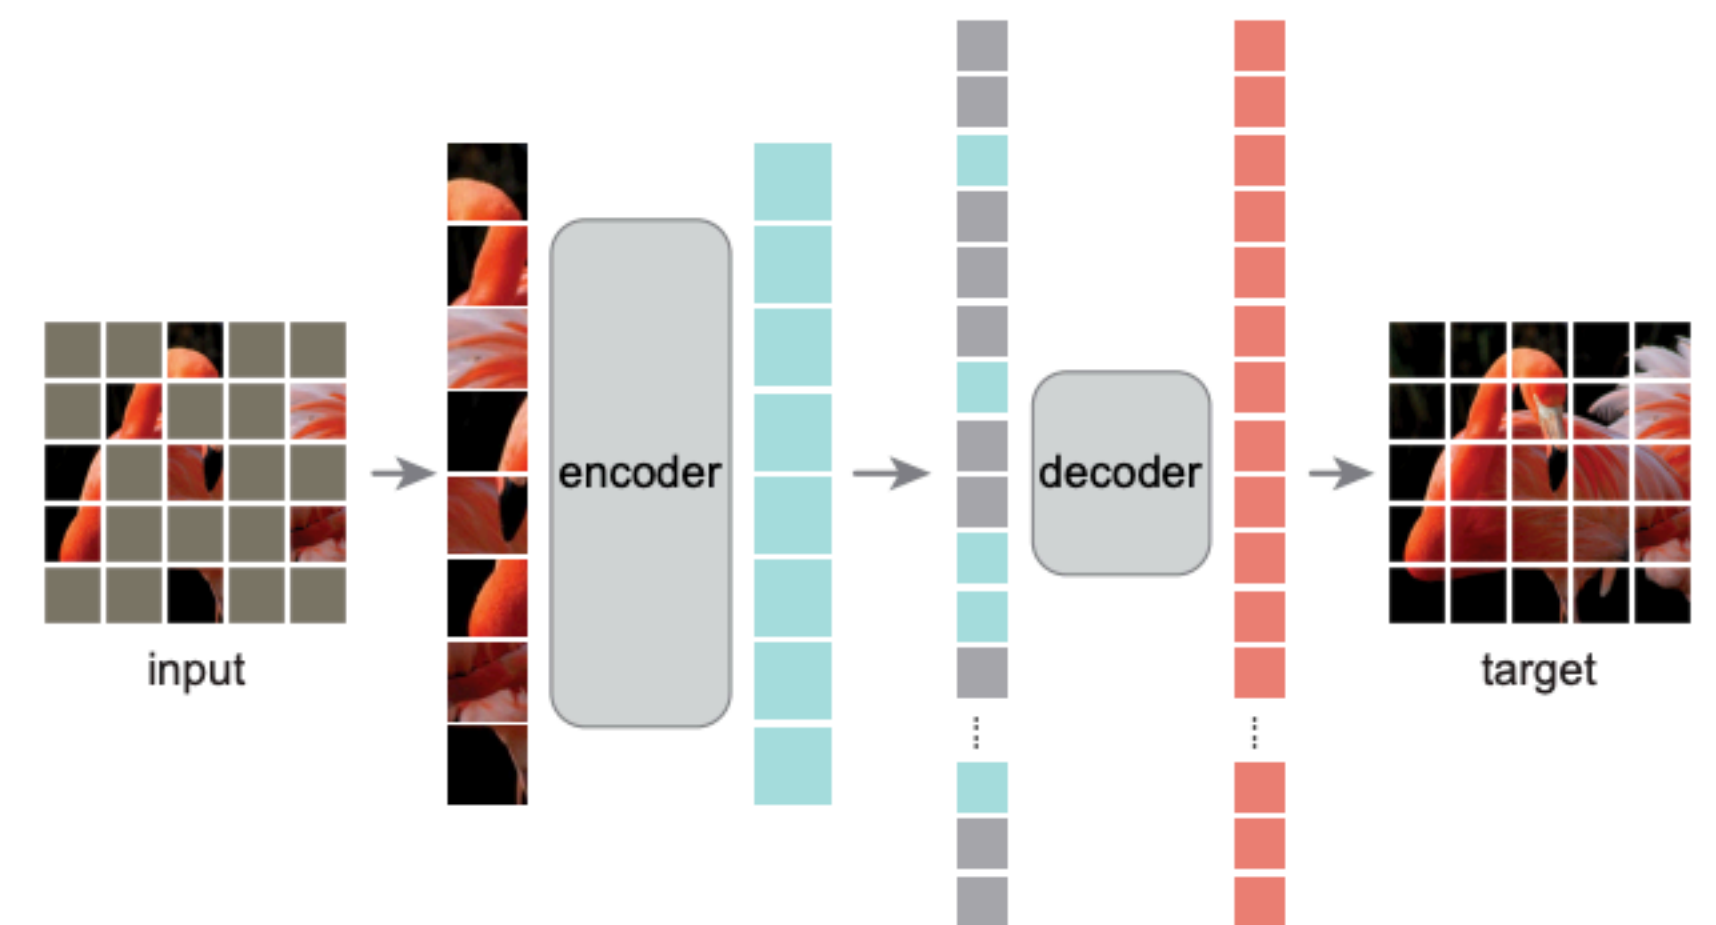 input
encoder
decoder
target